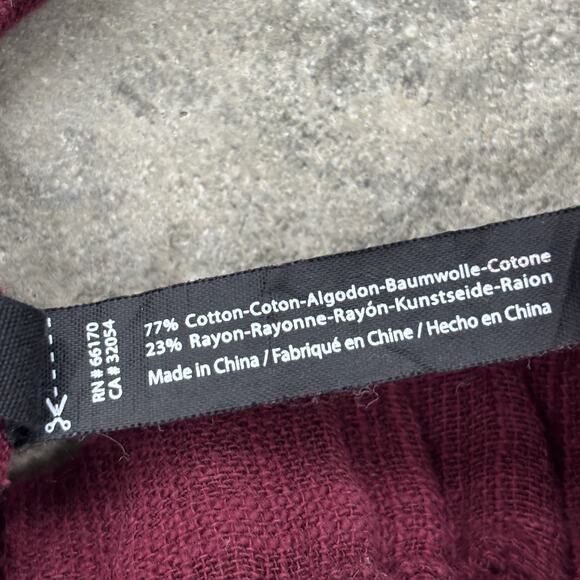 RN # 66170
CA # 32054
77% Cotton-Coton-Algodon-Baumwolle-Cotone
23% Rayon-Rayonne-Rayón-Kunstseide-Raion
Made in China / Fabriqué en Chine / Hecho en China